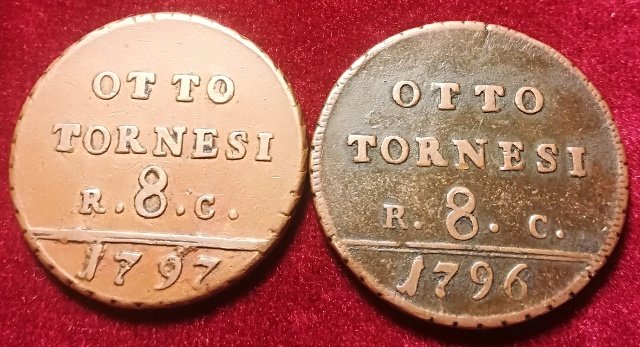 OTTO
TORNESI
R. 8. C.
1797
OTTO
TORNESI
R. 8. C.
1796